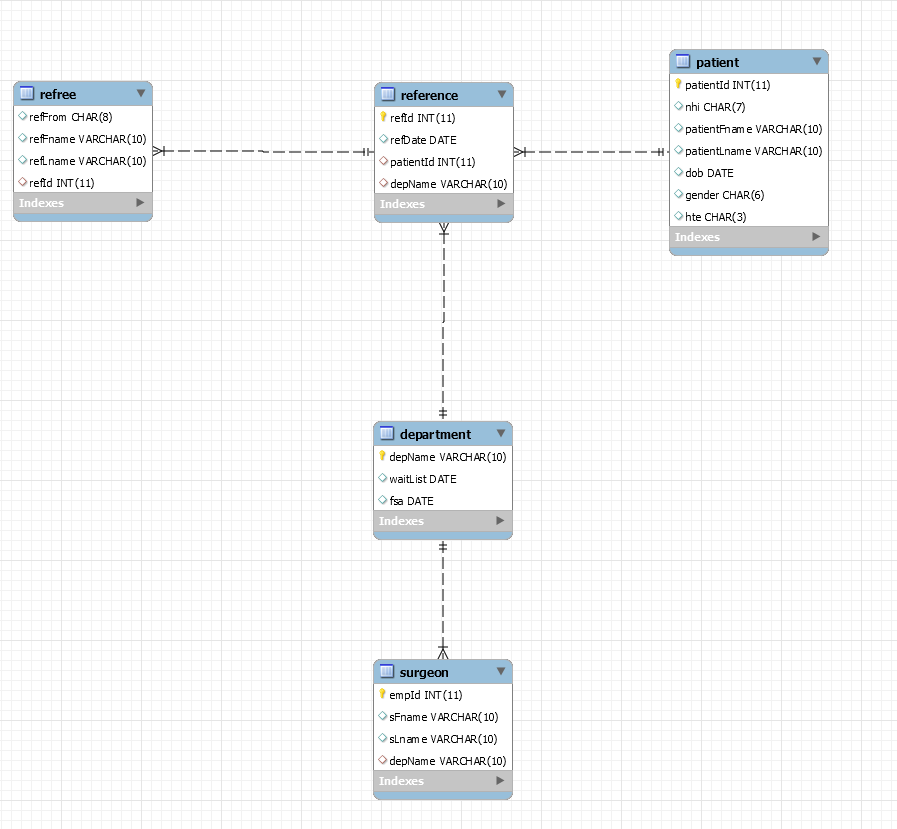 refree
refFrom CHAR(8)
refFname VARCHAR(10)
refLname VARCHAR(10)
refId INT(11)
Indexes
reference
refId INT(11)
refDate DATE
patientId INT(11)
depName VARCHAR(10)
Indexes
patient
patientId INT(11)
nhi CHAR(7)
patientFname VARCHAR(10)
patientLname VARCHAR(10)
dob DATE
gender CHAR(6)
hte CHAR(3)
Indexes
department
depName VARCHAR(10)
waitList DATE
fsa DATE
Indexes
surgeon
empId INT(11)
sFname VARCHAR(10)
sLname VARCHAR(10)
depName VARCHAR(10)
Indexes